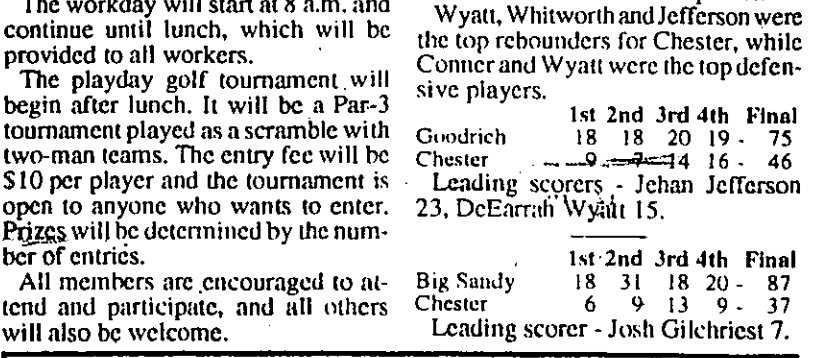 The workday will start at 8 a.m. and
continue until lunch, which will be
provided to all workers.
The playday golf tournament will
begin after lunch. It will be a Par-3
tournament played as a scramble with
two-man teams. The entry fee will be
$10 per player and the tournament is
open to anyone who wants to enter.
Prizes will be determined by the num-
ber of entries.
All members are encouraged to at-
tend and participate, and all others
will also be welcome.
Wyatt, Whitworth and Jefferson were
the top rebounders for Chester, while
Conner and Wyatt were the top defen-
sive players.
1st 2nd 3rd 4th Final
Goodrich 18 18 20 19 - 75
Chester 9 7 14 16 - 46
Leading scorers - Jehan Jefferson
23, DeEarrah Wyatt 15.
1st 2nd 3rd 4th Final
Big Sandy 18 31 18 20 - 87
Chester 6 9 13 9 - 37
Leading scorer - Josh Gilchriest 7.